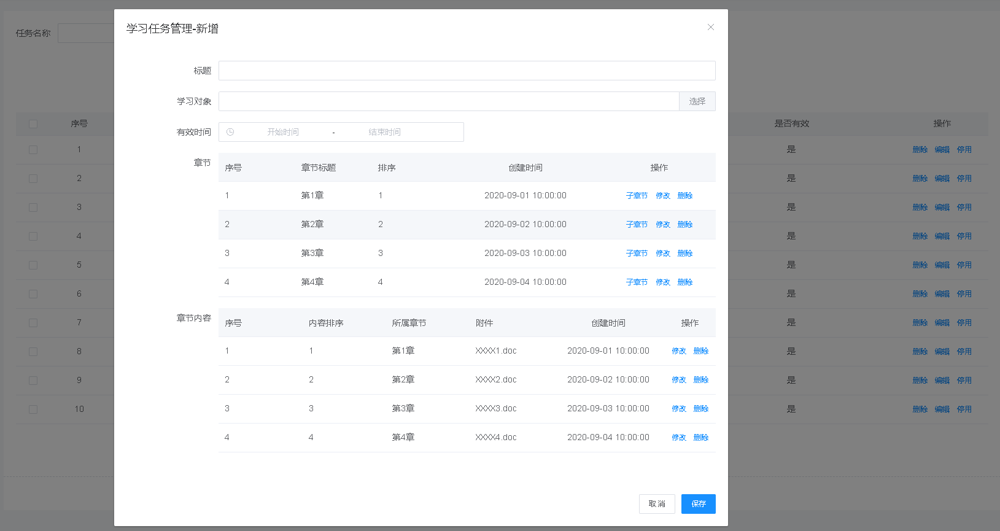 学习任务管理-新增
任务名称
标题
学习对象 选择
有效时间 开始时间 - 结束时间
章节
序号 章节标题 排序 创建时间 操作
1 第1章 1 2020-09-01 10:00:00 子章节 修改 删除
2 第2章 2 2020-09-02 10:00:00 子章节 修改 删除
3 第3章 3 2020-09-03 10:00:00 子章节 修改 删除
4 第4章 4 2020-09-04 10:00:00 子章节 修改 删除
章节内容
序号 内容排序 所属章节 附件 创建时间 操作
1 1 第1章 XXXX1.doc 2020-09-01 10:00:00 修改 删除
2 2 第2章 XXXX2.doc 2020-09-02 10:00:00 修改 删除
3 3 第3章 XXXX3.doc 2020-09-03 10:00:00 修改 删除
4 4 第4章 XXXX4.doc 2020-09-04 10:00:00 修改 删除
取消 保存
序号 是否有效 操作
1 是 删除 编辑 停用
2 是 删除 编辑 停用
3 是 删除 编辑 停用
4 是 删除 编辑 停用
5 是 删除 编辑 停用
6 是 删除 编辑 停用
7 是 删除 编辑 停用
8 是 删除 编辑 停用
9 是 删除 编辑 停用
10 是 删除 编辑 停用